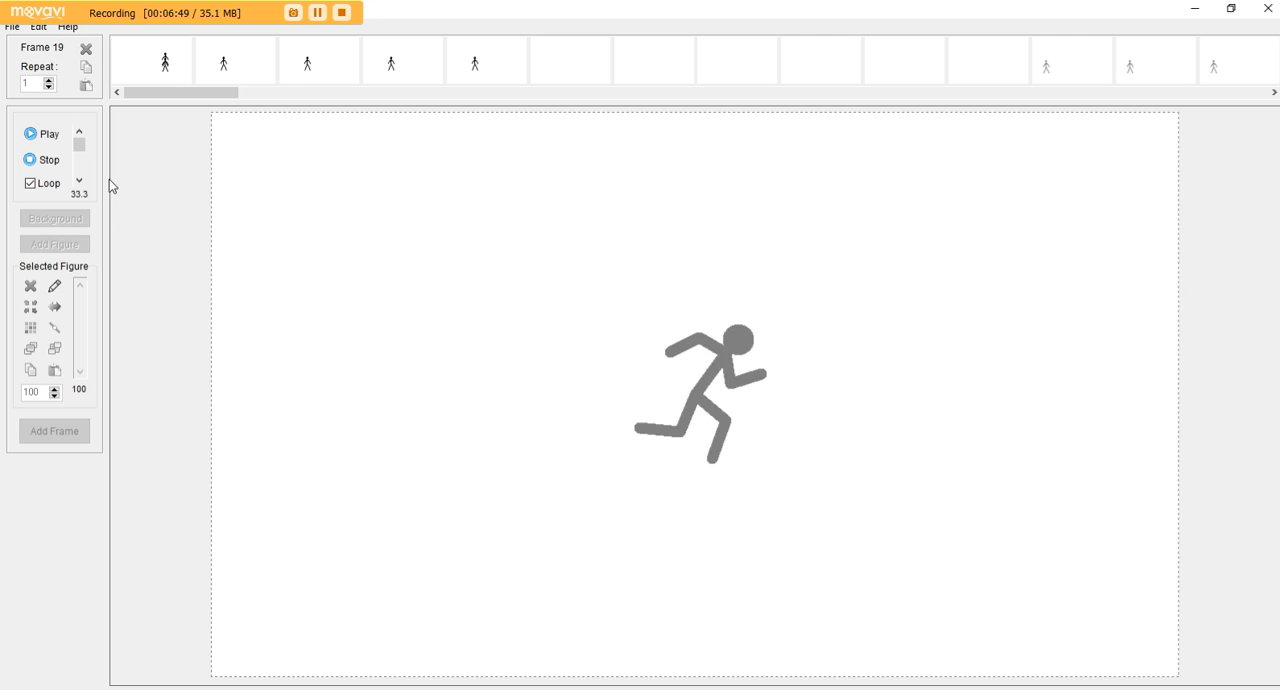 movavi Recording [00:06:49 / 35.1 MB]
File Edit Help
Frame 19
Repeat:
1
Play
Stop
Loop
33.3
Background
Add Figure
Selected Figure
100 100
Add Frame